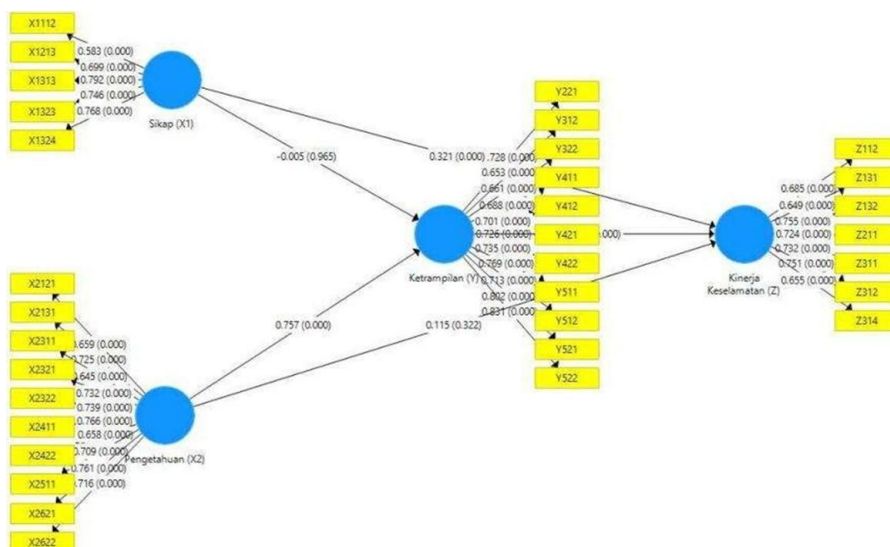 X1112
X1213
X1313
X1323
X1324
0.583 (0.000)
0.699 (0.000)
0.792 (0.000)
0.746 (0.000)
0.768 (0.000)
Sikap (X1)
-0.005 (0.965)
0.321 (0.000)
Y221
Y312
Y322
Y411
Y412
Y421
Y422
Y511
Y512
Y521
Y522
.728 (0.000)
0.653 (0.000)
0.661 (0.000)
0.688 (0.000)
0.701 (0.000)
0.726 (0.000)
0.735 (0.000)
0.769 (0.000)
0.713 (0.000)
0.802 (0.000)
0.831 (0.000)
Ketrampilan (Y)
.000)
Z112
Z131
Z132
Z211
Z311
Z312
Z314
0.685 (0.000)
0.649 (0.000)
0.755 (0.000)
0.724 (0.000)
0.732 (0.000)
0.751 (0.000)
0.655 (0.000)
Kinerja
Keselamatan (Z)
X2121
X2131
X2311
X2321
X2322
X2411
X2422
X2511
X2621
X2622
0.659 (0.000)
0.725 (0.000)
0.645 (0.000)
0.732 (0.000)
0.739 (0.000)
0.766 (0.000)
0.658 (0.000)
0.709 (0.000)
0.761 (0.000)
0.716 (0.000)
Pengetahuan (X2)
0.757 (0.000)
0.115 (0.322)